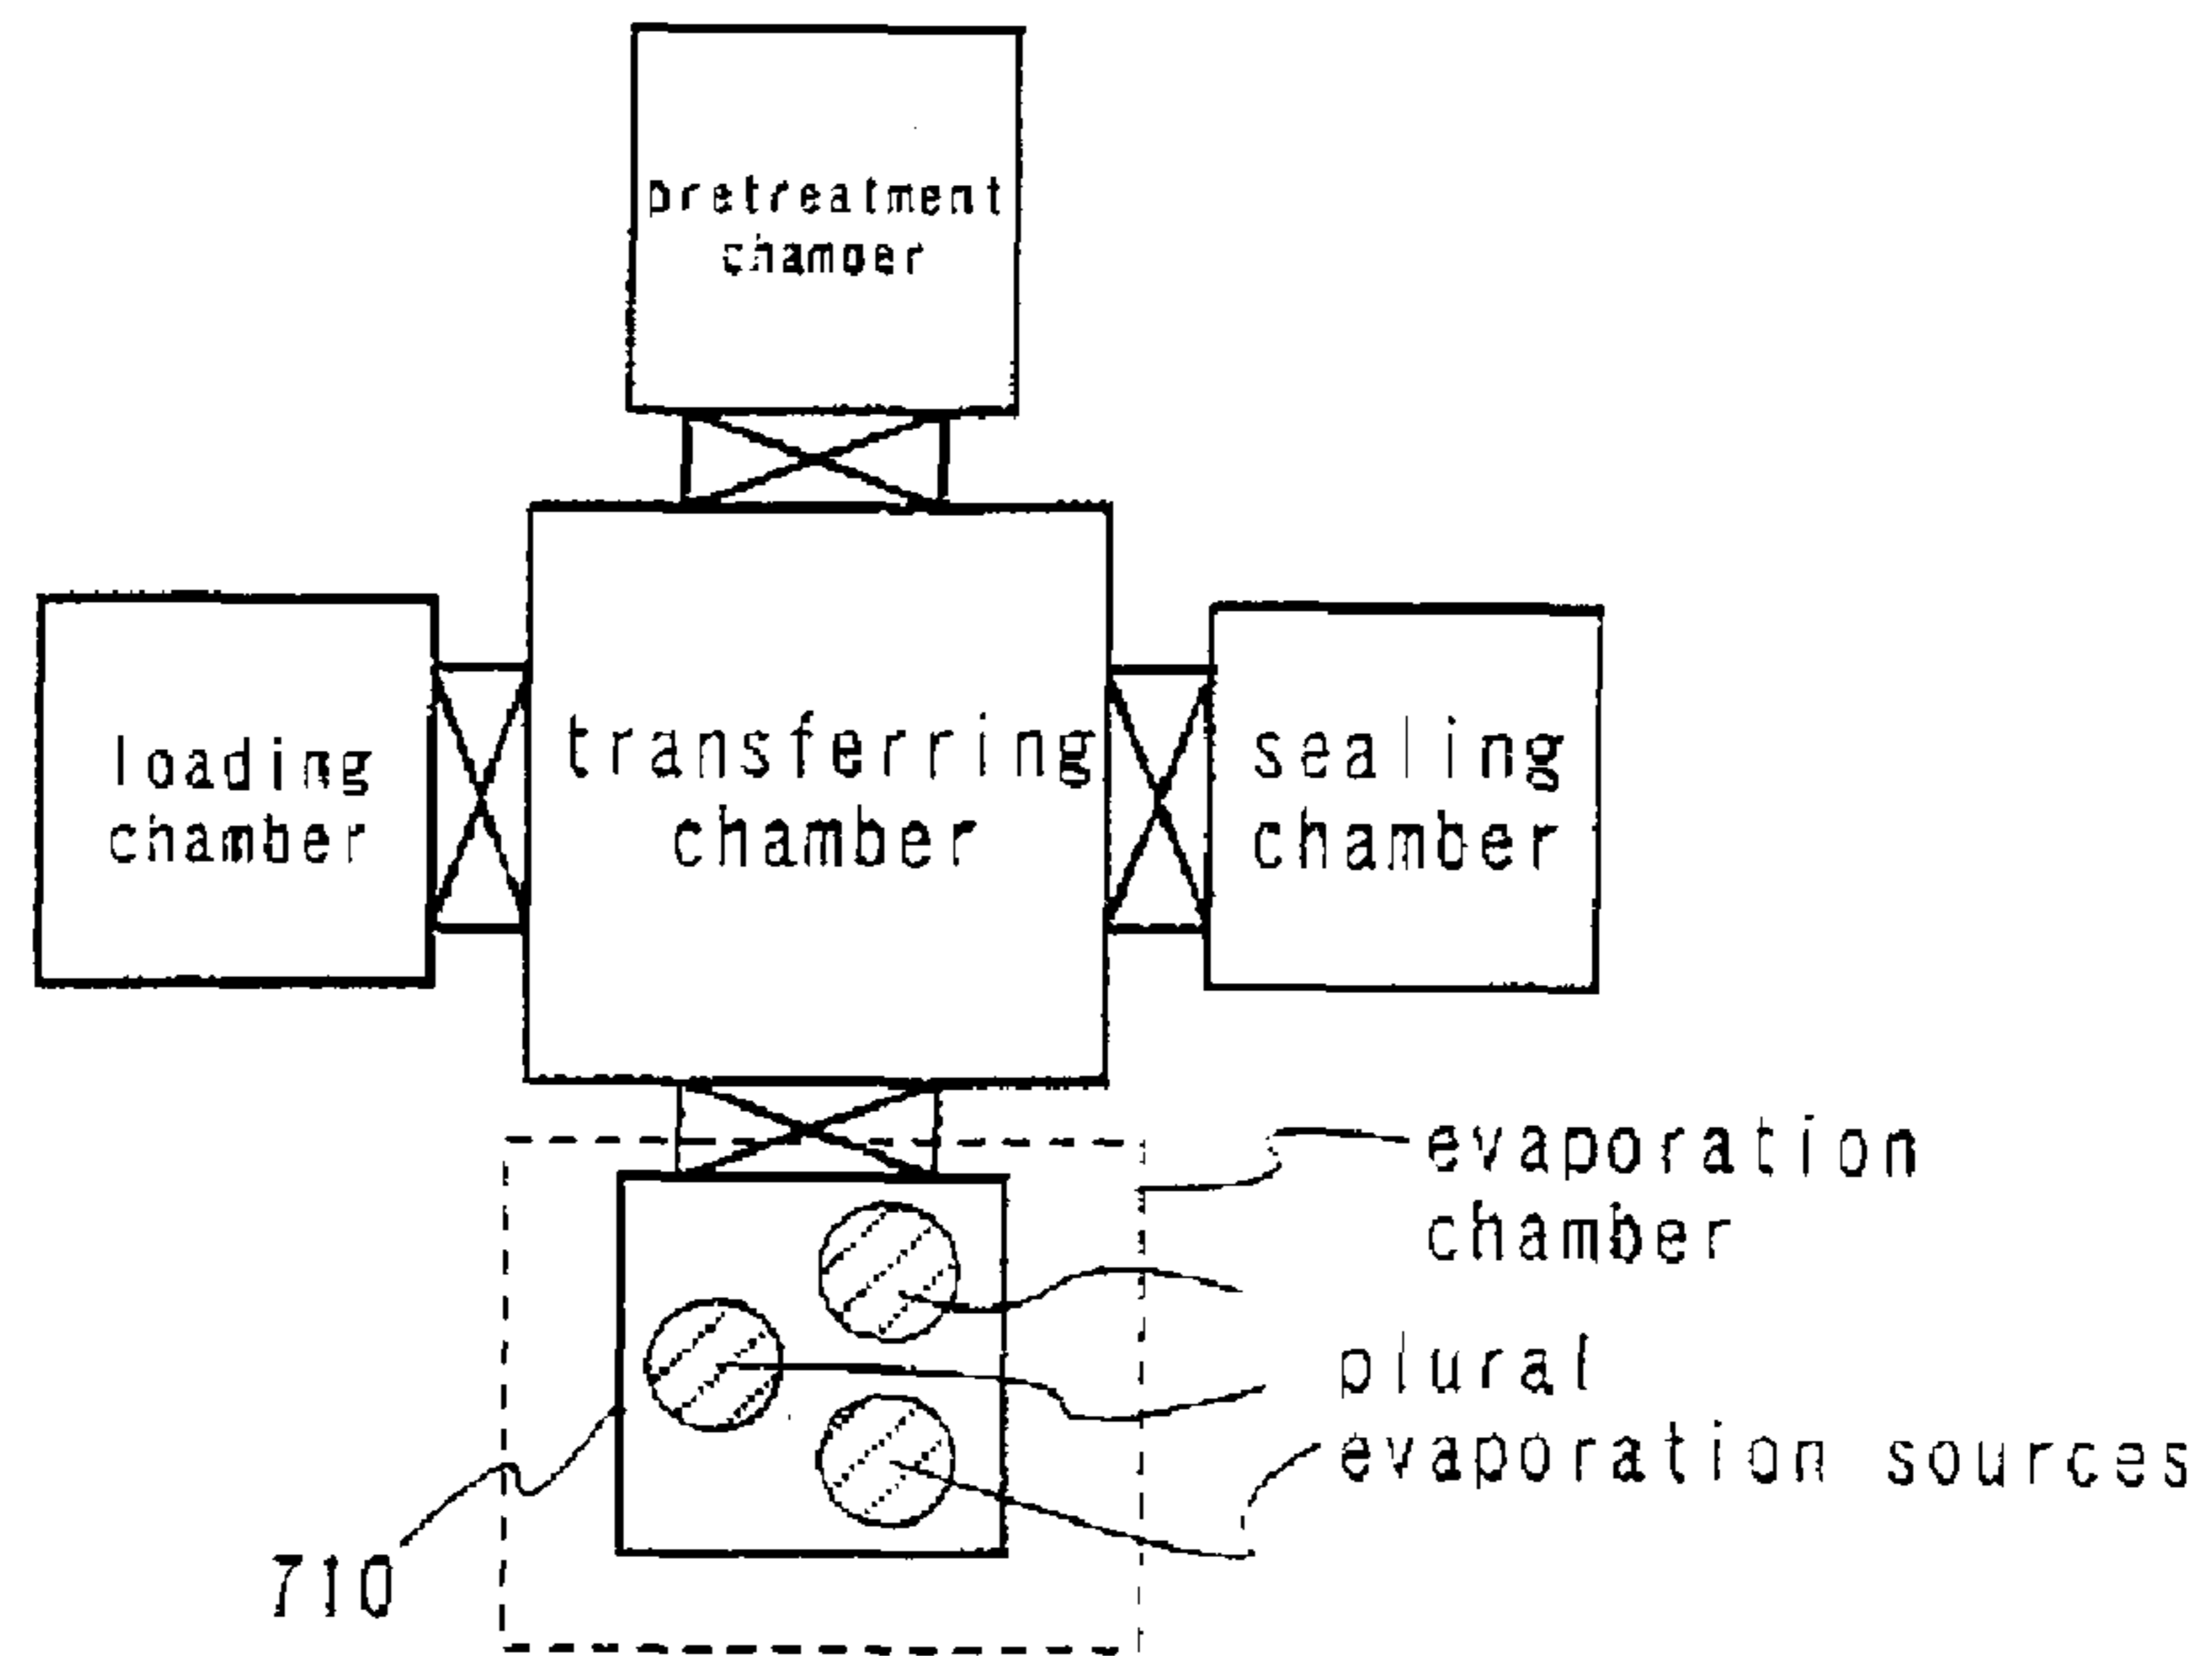 pretreatment
chamber
loading
chamber
transferring
chamber
sealing
chamber
evaporation
chamber
plural
evaporation sources
710